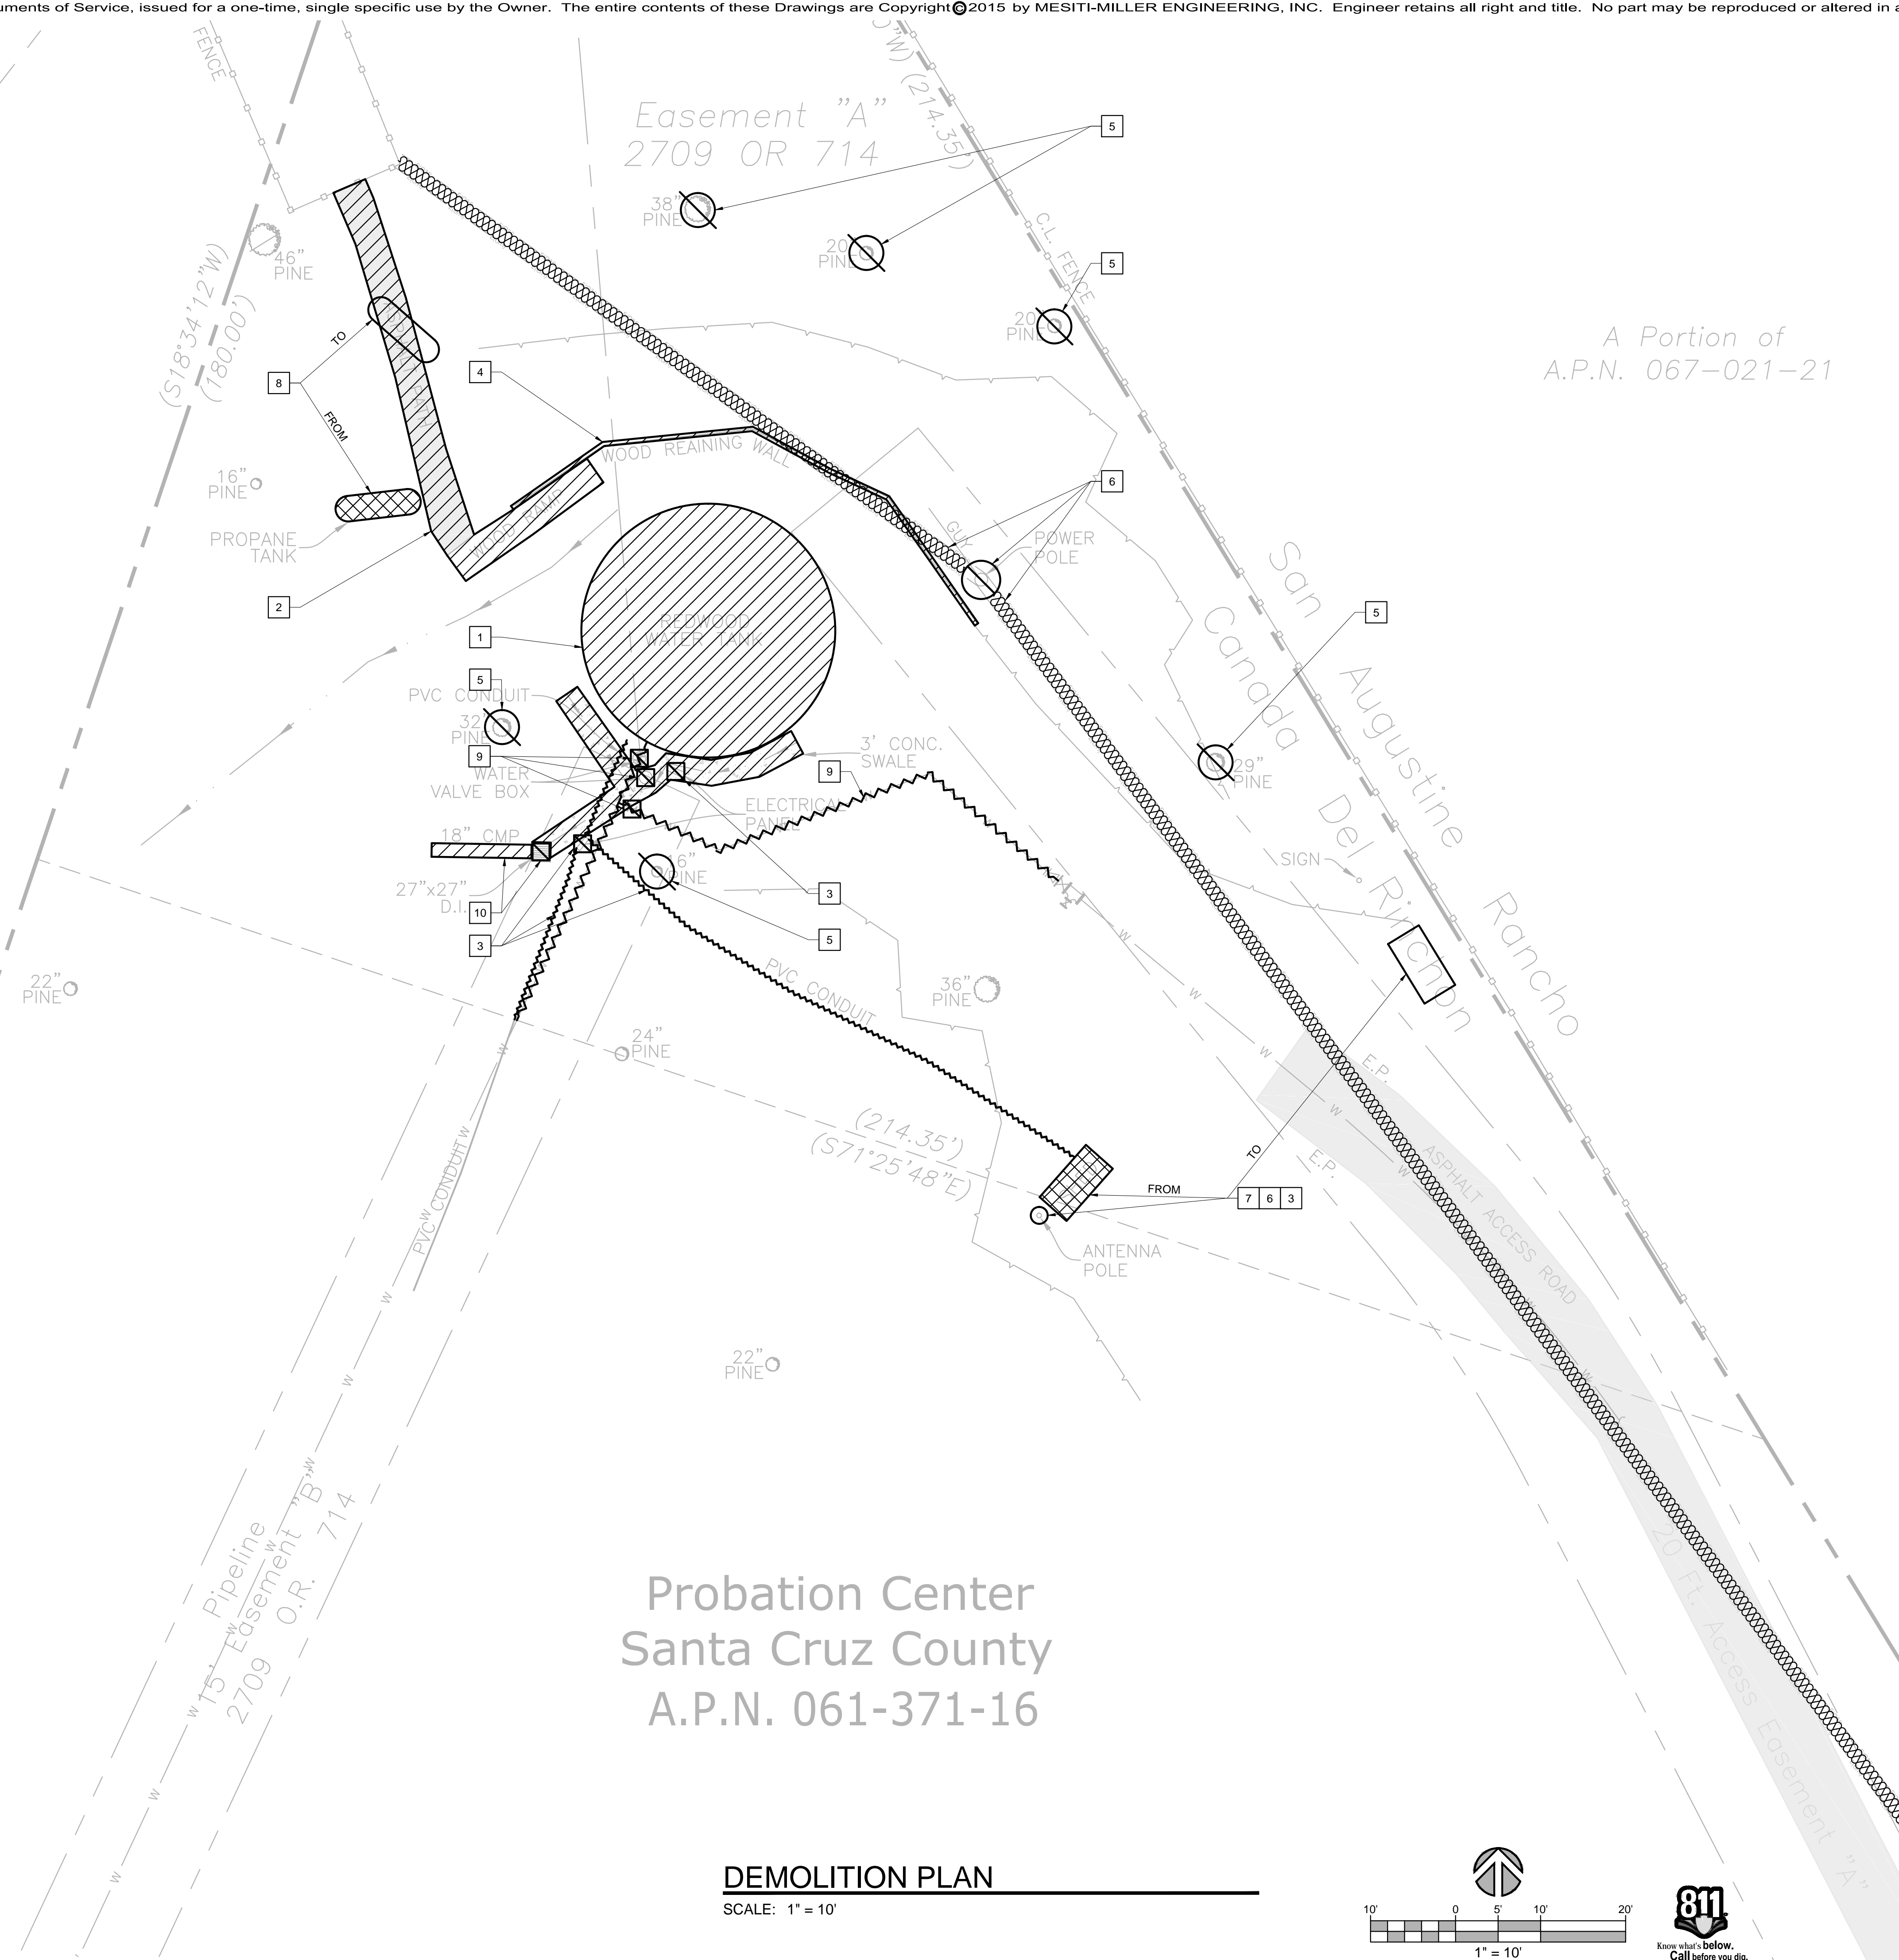 uments of Service, issued for a one-time, single specific use by the Owner. The entire contents of these Drawings are Copyright © 2015 by MESITI-MILLER ENGINEERING, INC. Engineer retains all right and title. No part may be reproduced or altered in a
FENCE
Easement "A"
2709 OR 714
"W) (214.35')
5
38"
PINE
20
PINE
5
20
PINE
C.L. FENCE
46"
PINE
(S18°34'12"W)
(180.00')
A Portion of
A.P.N. 067-021-21
TO
8
FROM
4
WOOD REAINING WALL
16"
PINE
PROPANE
TANK
WOOD RAMP
2
6
GUY
POWER
POLE
1
REDWOOD
WATER TANK
San Augustine Rancho
Canada Del Rinchon
5
5
PVC CONDUIT
32"
PINE
9
WATER
VALVE BOX
3' CONC.
SWALE
9
29"
PINE
ELECTRICA
PANEL
18" CMP
6"
PINE
27"x27"
D.I.
10
3
3
5
SIGN
22"
PINE
PVC CONDUIT
36"
PINE
24"
PINE
W
W
W
W
W
W
W
E.P.
E.P.
ASPHALT ACCESS ROAD
(214.35')
(S71°25'48"E)
TO
FROM
7 6 3
ANTENNA
POLE
PVC CONDUIT
W
W
W
W
22"
PINE
15' Pipeline
Easement "B"
2709 O.R. 714
W
W
W
W
W
W
20 Ft. Access Easement "A"
Probation Center
Santa Cruz County
A.P.N. 061-371-16
DEMOLITION PLAN
SCALE: 1" = 10'
10' 0 5' 10' 20'
1" = 10'
811
Know what's below.
Call before you dig.